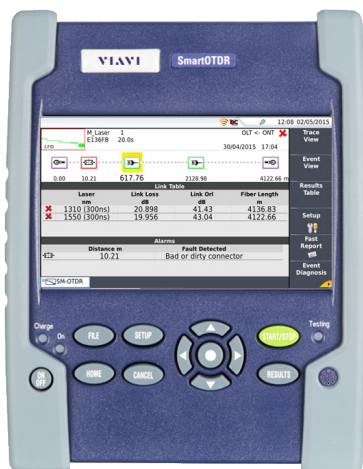 VIAVI SmartOTDR
12:08 02/05/2015
M_Laser 1 OLT <- ONT
E136FB 20.0s
LFD 30/04/2015 17:04
0.00 10.21 617.76 2128.98 4122.66 m
Link Table
Laser Link Loss Link Orl Fiber Length
nm dB dB m
1310 (300ns) 20.898 41.43 4136.83
1550 (300ns) 19.956 43.04 4122.66
Alarms
Distance m Fault Detected
10.21 Bad or dirty connector
SM-OTDR
Trace
View
Event
View
Results
Table
Setup
Fast
Report
Event
Diagnosis
Charge
On
Testing
FILE SETUP START/STOP
ON
OFF
HOME CANCEL RESULTS